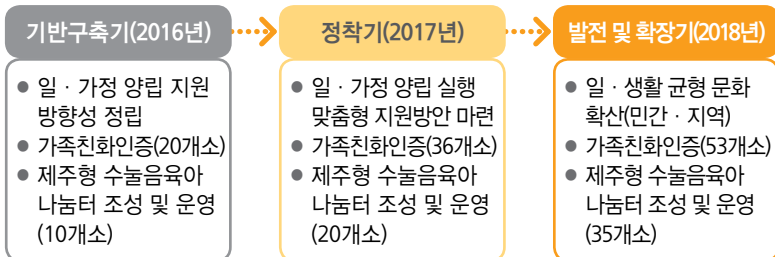 기반구축기(2016년)
● 일 · 가정 양립 지원
방향성 정립
● 가족친화인증(20개소)
● 제주형 수눌음육아
나눔터 조성 및 운영
(10개소)
정착기(2017년)
● 일 · 가정 양립 실행
맞춤형 지원방안 마련
● 가족친화인증(36개소)
● 제주형 수눌음육아
나눔터 조성 및 운영
(20개소)
발전 및 확장기(2018년)
● 일 · 생활 균형 문화
확산(민간 · 지역)
● 가족친화인증(53개소)
● 제주형 수눌음육아
나눔터 조성 및 운영
(35개소)